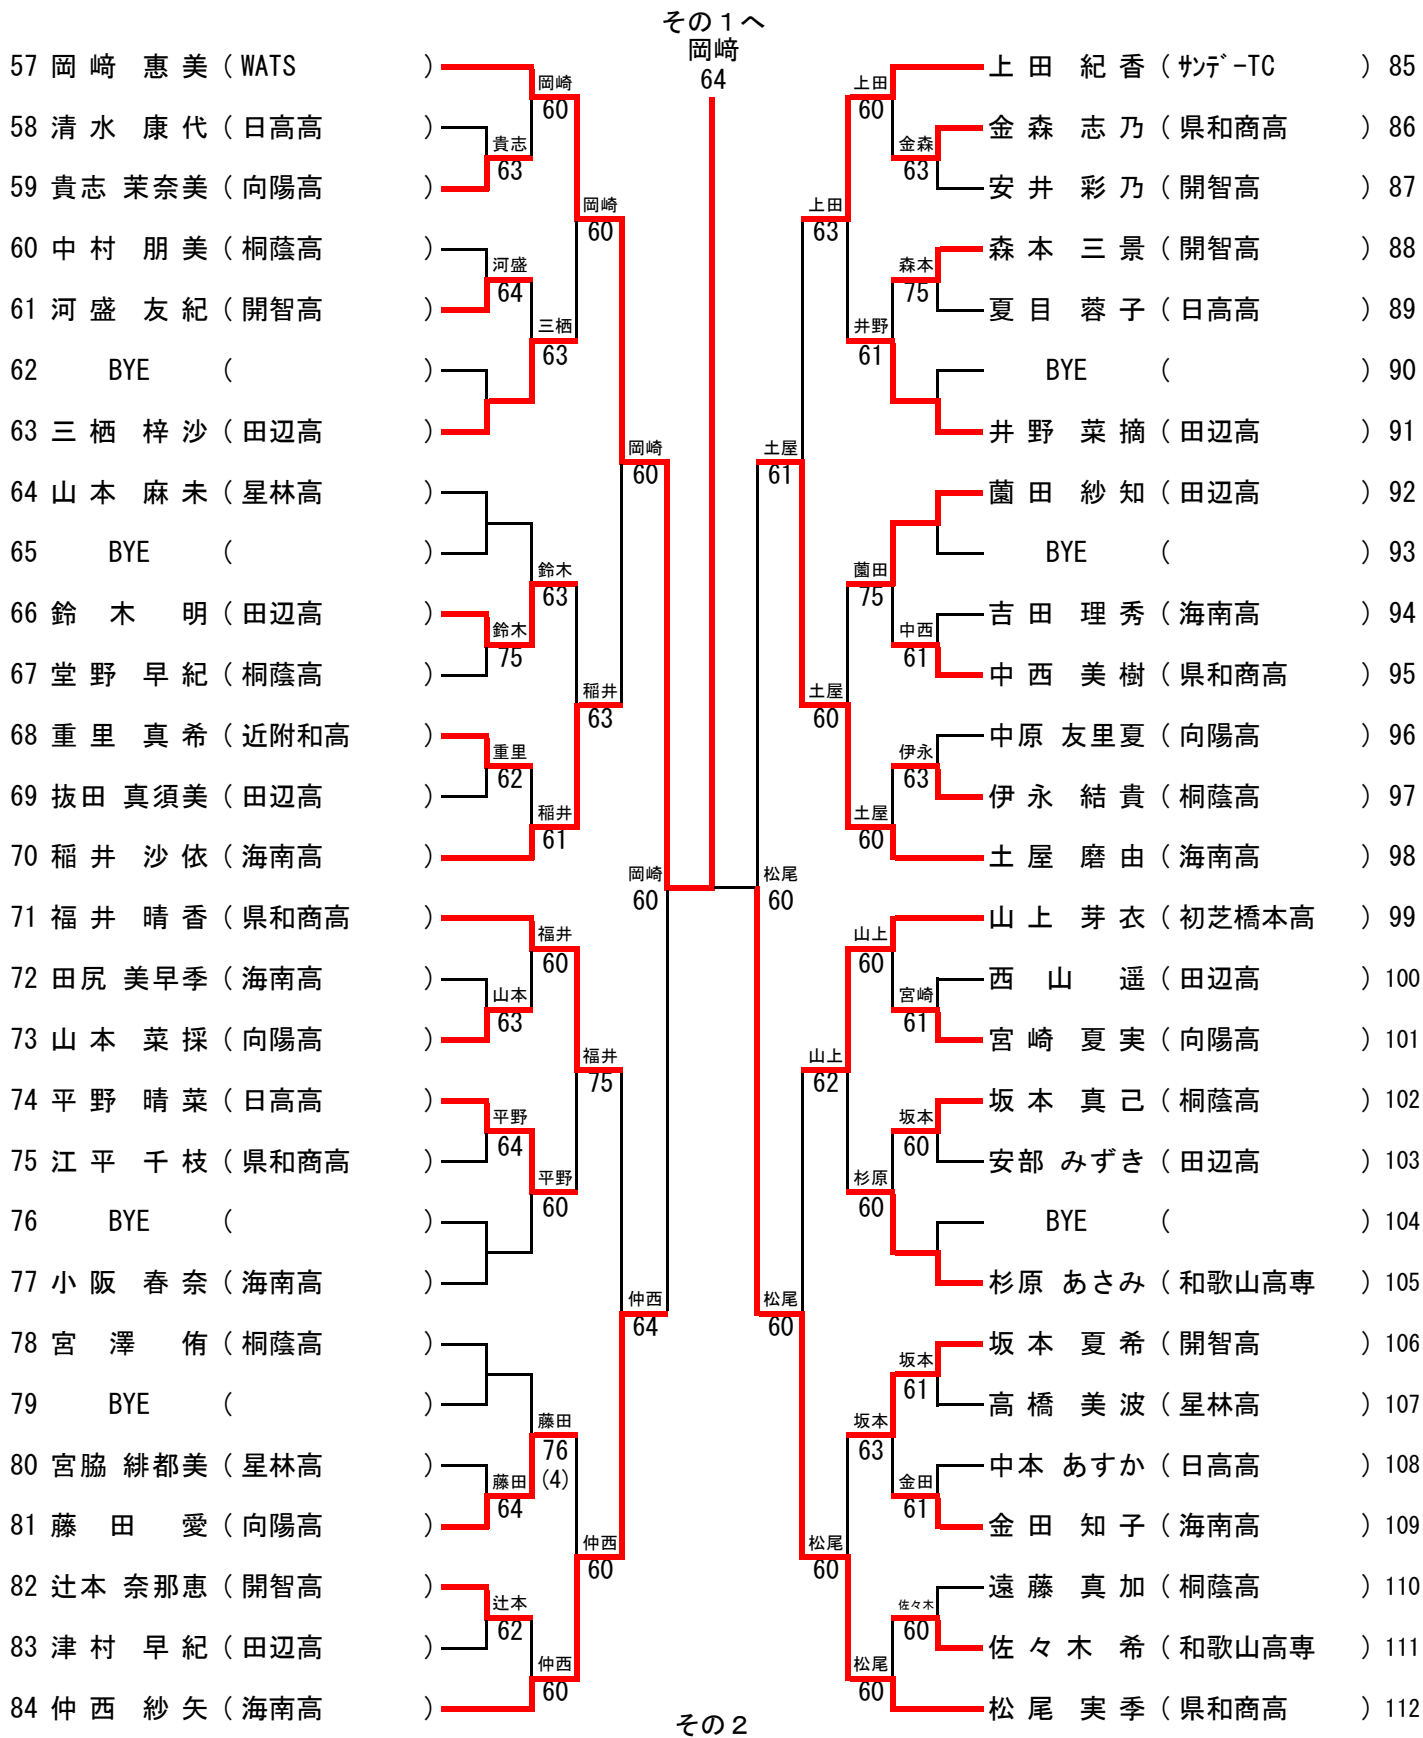 その１へ
岡﨑
64
57 岡﨑 惠美 ( WATS )
58 清水 康代 ( 日高高 )
59 貴志 茉奈美 ( 向陽高 )
60 中村 朋美 ( 桐蔭高 )
61 河盛 友紀 ( 開智高 )
62 BYE ( )
63 三栖 梓沙 ( 田辺高 )
64 山本 麻未 ( 星林高 )
65 BYE ( )
66 鈴木 明 ( 田辺高 )
67 堂野 早紀 ( 桐蔭高 )
68 重里 真希 ( 近附和高 )
69 抜田 真須美 ( 田辺高 )
70 稲井 沙依 ( 海南高 )
71 福井 晴香 ( 県和商高 )
72 田尻 美早季 ( 海南高 )
73 山本 菜採 ( 向陽高 )
74 平野 晴菜 ( 日高高 )
75 江平 千枝 ( 県和商高 )
76 BYE ( )
77 小阪 春奈 ( 海南高 )
78 宮澤 侑 ( 桐蔭高 )
79 BYE ( )
80 宮脇 緋都美 ( 星林高 )
81 藤田 愛 ( 向陽高 )
82 辻本 奈那恵 ( 開智高 )
83 津村 早紀 ( 田辺高 )
84 仲西 紗矢 ( 海南高 )
貴志
63
河盛
64
鈴木
75
重里
62
山本
63
平野
64
藤田
64
辻本
62
岡崎
60
三栖
63
鈴木
63
稲井
61
福井
60
平野
60
藤田
76
(4)
仲西
60
岡崎
60
稲井
63
福井
75
仲西
60
岡崎
60
仲西
64
岡崎
60
松尾
60
土屋
61
松尾
60
上田
63
土屋
60
山上
62
松尾
60
上田
60
井野
61
薗田
75
土屋
60
山上
60
杉原
60
坂本
63
松尾
60
金森
63
森本
75
中西
61
伊永
63
宮崎
61
坂本
60
坂本
61
金田
61
佐々木
60
上田 紀香 ( ｻﾝﾃﾞｰTC ) 85
金森 志乃 ( 県和商高 ) 86
安井 彩乃 ( 開智高 ) 87
森本 三景 ( 開智高 ) 88
夏目 蓉子 ( 日高高 ) 89
BYE ( ) 90
井野 菜摘 ( 田辺高 ) 91
薗田 紗知 ( 田辺高 ) 92
BYE ( ) 93
吉田 理秀 ( 海南高 ) 94
中西 美樹 ( 県和商高 ) 95
中原 友里夏 ( 向陽高 ) 96
伊永 結貴 ( 桐蔭高 ) 97
土屋 磨由 ( 海南高 ) 98
山上 芽衣 ( 初芝橋本高 ) 99
西山 遥 ( 田辺高 ) 100
宮崎 夏実 ( 向陽高 ) 101
坂本 真己 ( 桐蔭高 ) 102
安部 みずき ( 田辺高 ) 103
BYE ( ) 104
杉原 あさみ ( 和歌山高専 ) 105
坂本 夏希 ( 開智高 ) 106
高橋 美波 ( 星林高 ) 107
中本 あすか ( 日高高 ) 108
金田 知子 ( 海南高 ) 109
遠藤 真加 ( 桐蔭高 ) 110
佐々木 希 ( 和歌山高専 ) 111
松尾 実季 ( 県和商高 ) 112
その２